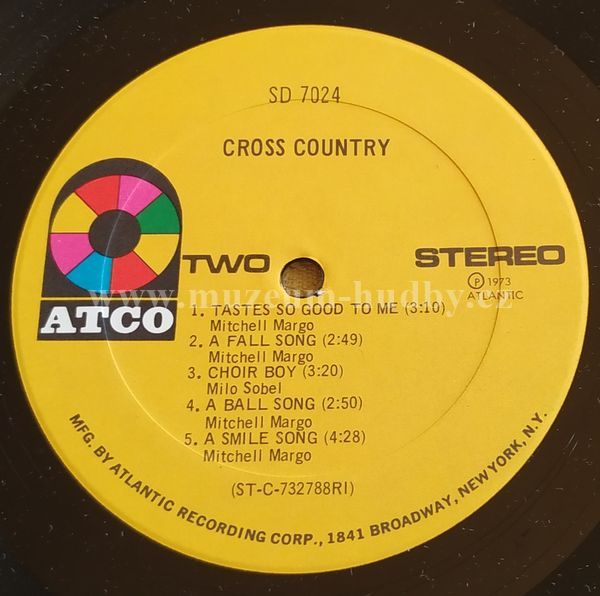 SD 7024
CROSS COUNTRY
ATCO
TWO
STEREO
Ⓟ 1973
ATLANTIC
www.muzeum-hudby.cz
1. TASTES SO GOOD TO ME (3:10)
Mitchell Margo
2. A FALL SONG (2:49)
Mitchell Margo
3. CHOIR BOY (3:20)
Milo Sobel
4. A BALL SONG (2:50)
Mitchell Margo
5. A SMILE SONG (4:28)
Mitchell Margo
(ST-C-732788RI)
MFG. BY ATLANTIC RECORDING CORP., 1841 BROADWAY, NEW YORK, N.Y.